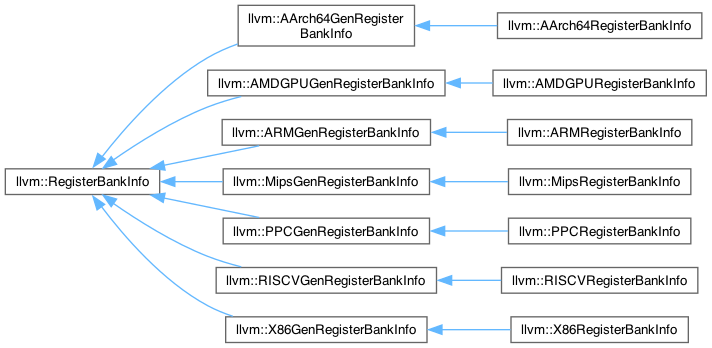 llvm::AArch64GenRegister
BankInfo
llvm::AArch64RegisterBankInfo
llvm::AMDGPUGenRegisterBankInfo
llvm::AMDGPURegisterBankInfo
llvm::ARMGenRegisterBankInfo
llvm::ARMRegisterBankInfo
llvm::RegisterBankInfo
llvm::MipsGenRegisterBankInfo
llvm::MipsRegisterBankInfo
llvm::PPCGenRegisterBankInfo
llvm::PPCRegisterBankInfo
llvm::RISCVGenRegisterBankInfo
llvm::RISCVRegisterBankInfo
llvm::X86GenRegisterBankInfo
llvm::X86RegisterBankInfo